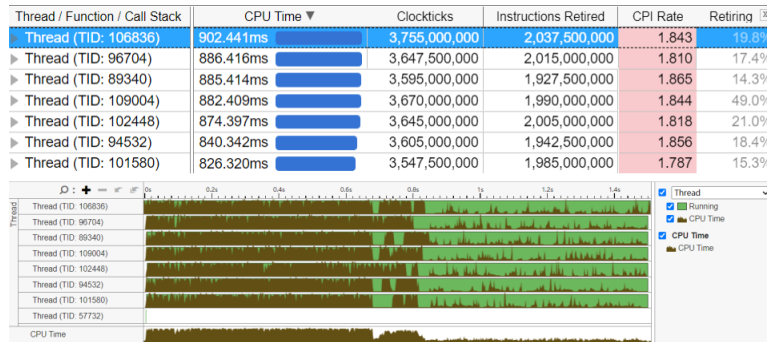 Thread / Function / Call Stack CPU Time ▼ Clockticks Instructions Retired CPI Rate Retiring
Thread (TID: 106836) 902.441ms 3,755,000,000 2,037,500,000 1.843 19.8%
Thread (TID: 96704) 886.416ms 3,647,500,000 2,015,000,000 1.810 17.4%
Thread (TID: 89340) 885.414ms 3,595,000,000 1,927,500,000 1.865 14.3%
Thread (TID: 109004) 882.409ms 3,670,000,000 1,990,000,000 1.844 49.0%
Thread (TID: 102448) 874.397ms 3,645,000,000 2,005,000,000 1.818 21.0%
Thread (TID: 94532) 840.342ms 3,605,000,000 1,942,500,000 1.856 18.4%
Thread (TID: 101580) 826.320ms 3,547,500,000 1,985,000,000 1.787 15.3%
0s 0.2s 0.4s 0.6s 0.8s 1s 1.2s 1.4s
Thread
Thread (TID: 106836)
Thread (TID: 96704)
Thread (TID: 89340)
Thread (TID: 109004)
Thread (TID: 102448)
Thread (TID: 94532)
Thread (TID: 101580)
Thread (TID: 57732)
CPU Time
Thread
Running
CPU Time
CPU Time
CPU Time